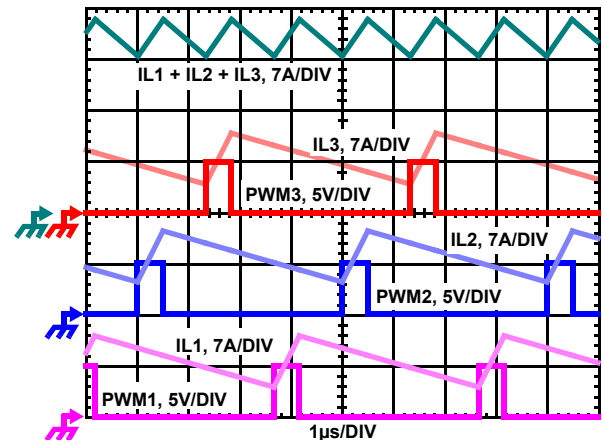 IL1 + IL2 + IL3, 7A/DIV
IL3, 7A/DIV
PWM3, 5V/DIV
IL2, 7A/DIV
PWM2, 5V/DIV
IL1, 7A/DIV
PWM1, 5V/DIV
1µs/DIV